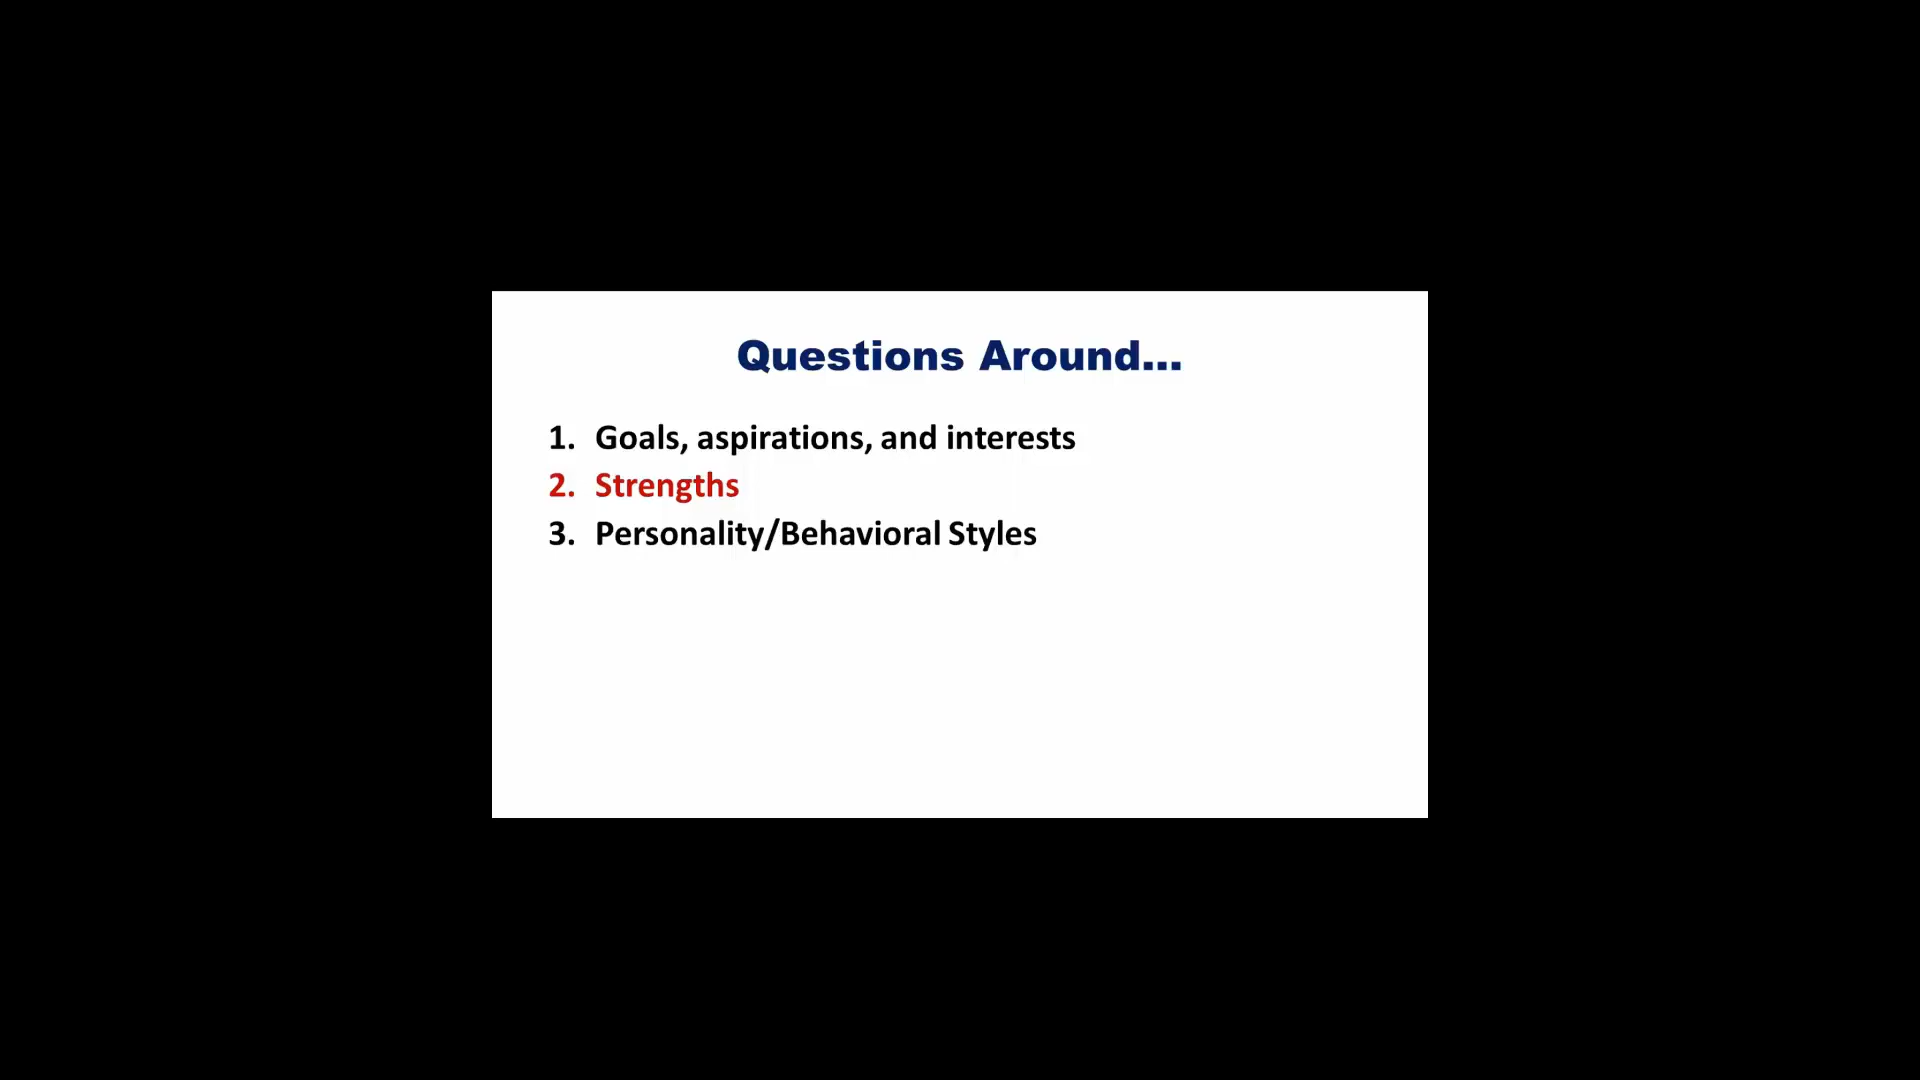 Questions Around...
1. Goals, aspirations, and interests
2. Strengths
3. Personality/Behavioral Styles